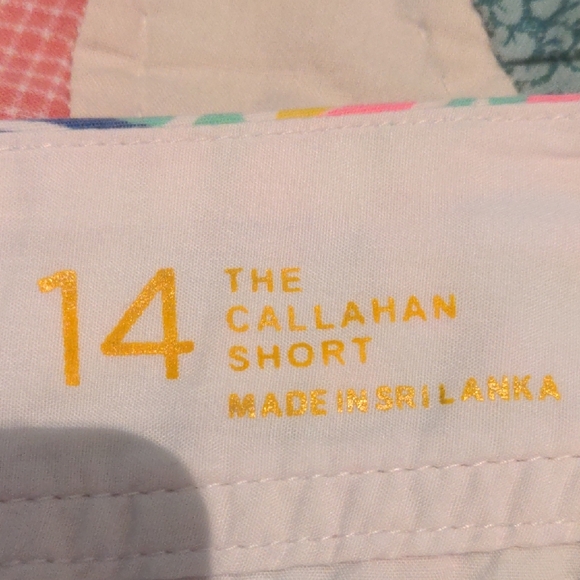 14
THE
CALLAHAN
SHORT
MADE IN SRI LANKA